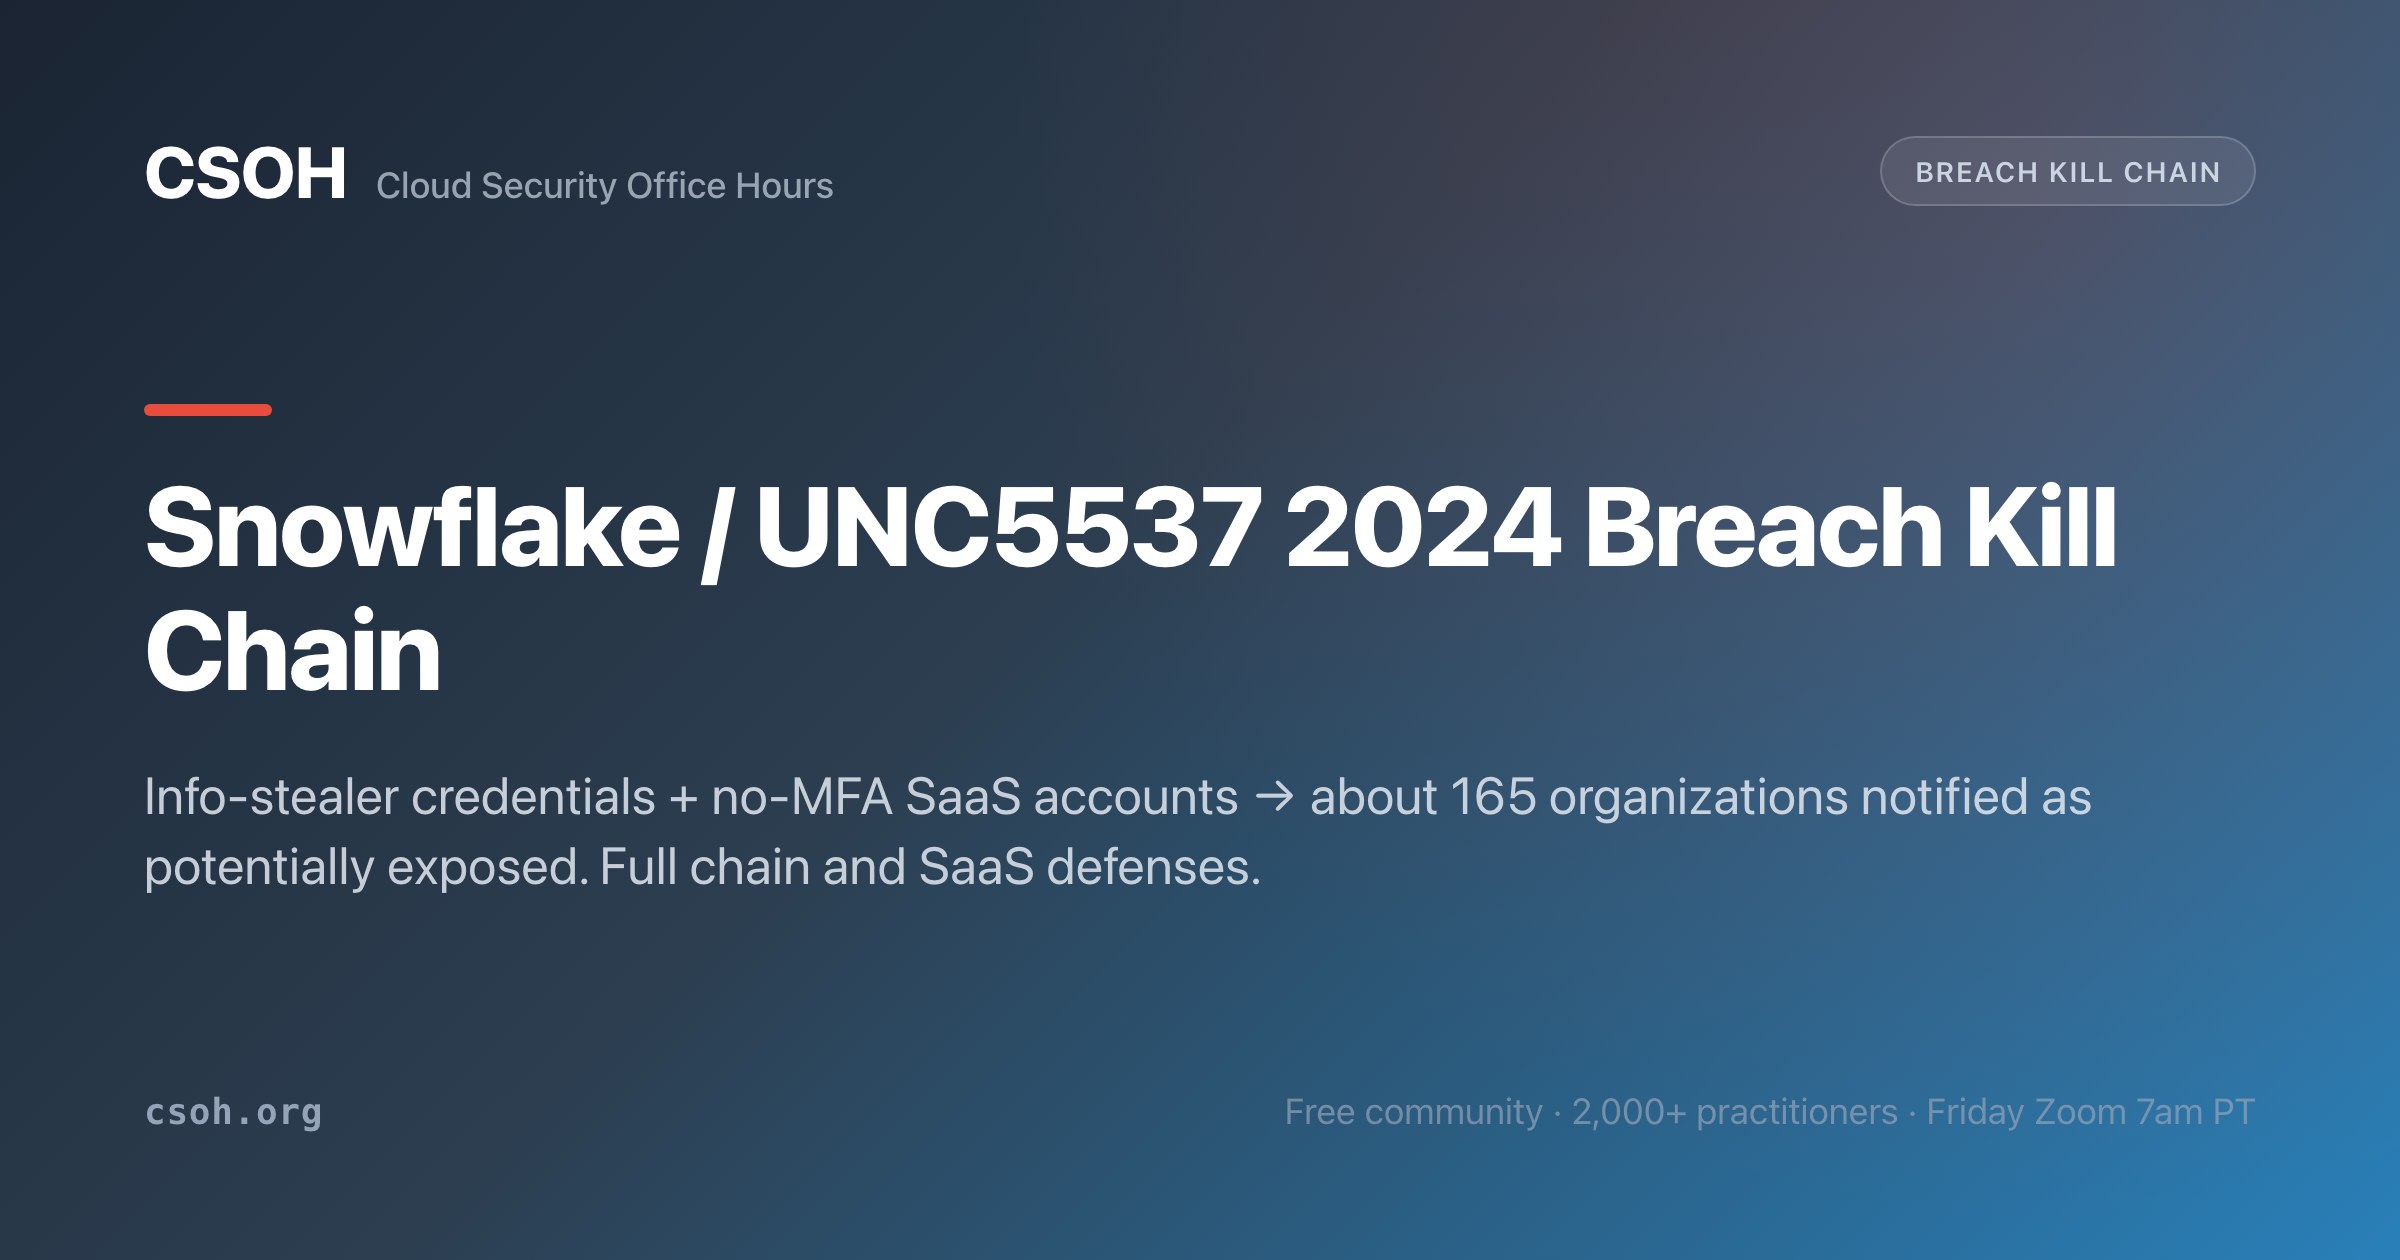 CSOH Cloud Security Office Hours
BREACH KILL CHAIN
Snowflake / UNC5537 2024 Breach Kill
Chain
Info-stealer credentials + no-MFA SaaS accounts → about 165 organizations notified as
potentially exposed. Full chain and SaaS defenses.
csoh.org
Free community · 2,000+ practitioners · Friday Zoom 7am PT